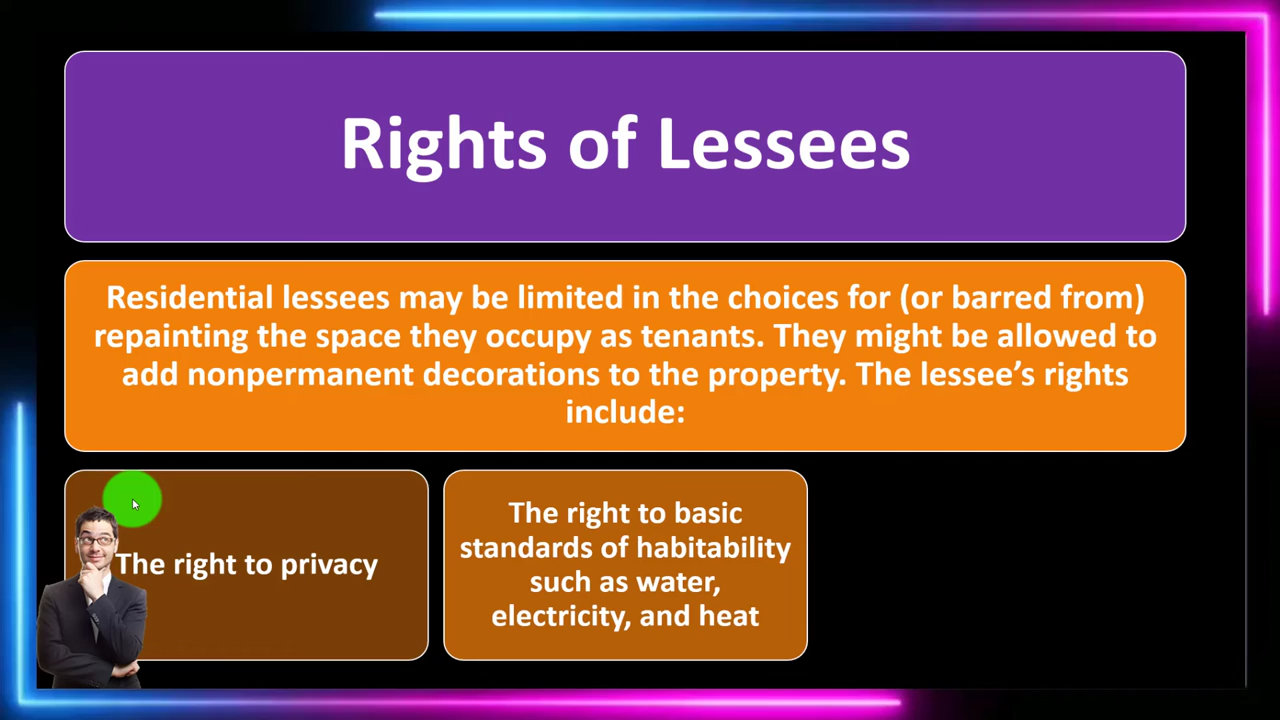 Rights of Lessees
Residential lessees may be limited in the choices for (or barred from)
repainting the space they occupy as tenants. They might be allowed to
add nonpermanent decorations to the property. The lessee’s rights
include:
The right to privacy
The right to basic
standards of habitability
such as water,
electricity, and heat